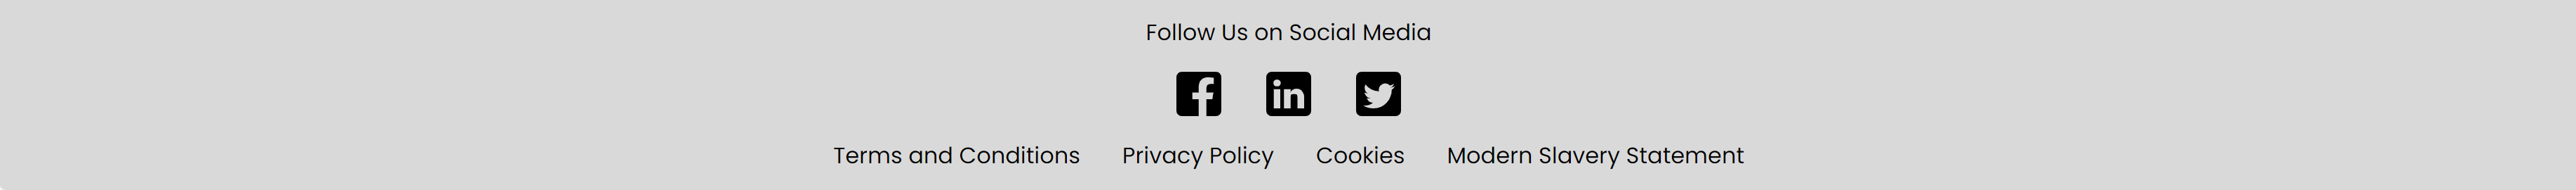 Follow Us on Social Media
Terms and Conditions Privacy Policy Cookies Modern Slavery Statement